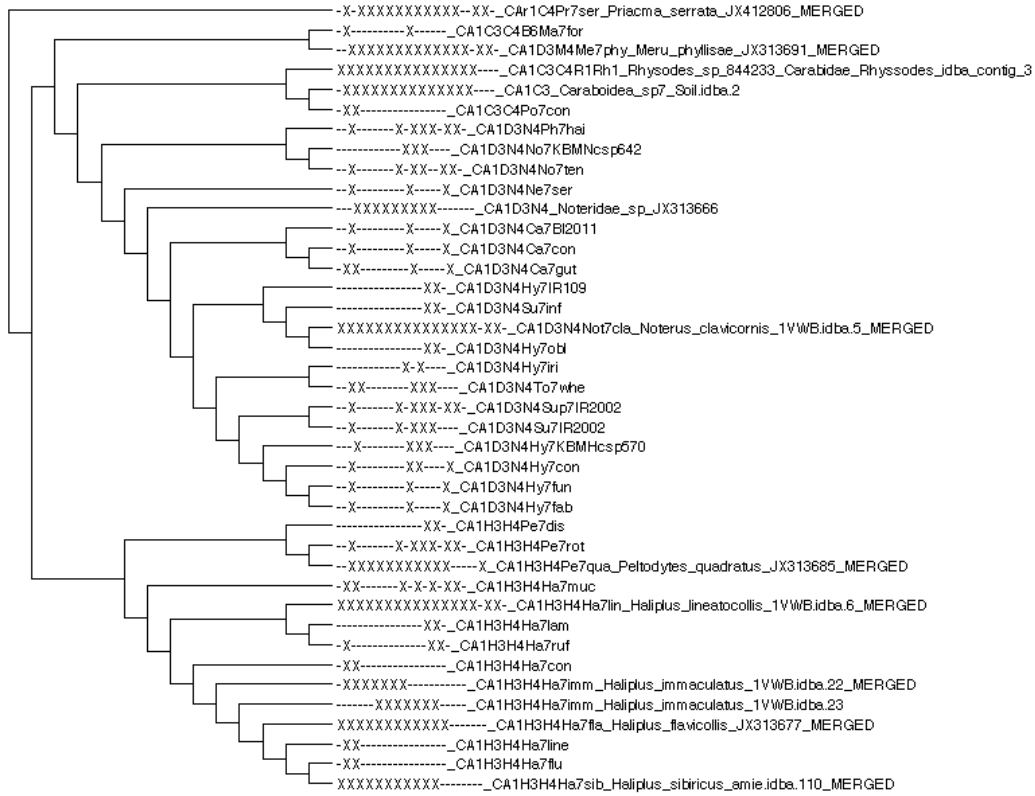 -X-XXXXXXXXXXX--XX-_CAr1C4Pr7ser_Priacma_serrata_JX412806_MERGED
-X-------X-----_CA1C3C4B6Ma7for
--XXXXXXXXXXXXXX-XX-_CA1D3M4Me7phy_Meru_phyllisae_JX313691_MERGED
XXXXXXXXXXXXXXX----_CA1C3C4R1Rh1_Rhysodes_sp_844233_Carabidae_Rhyssodes_idba_contig_3
-XXXXXXXXXXXXXX----_CA1C3_Caraboidea_sp7_Soil.idba.2
-XX----------------_CA1C3C4Po7con
--X-------X-XXX-XX-_CA1D3N4Ph7hai
------------XXX----_CA1D3N4No7KBMNcsp642
--X-------X-XX--XX-_CA1D3N4No7ten
--X---------X-----X_CA1D3N4Ne7ser
---XXXXXXXXX-------_CA1D3N4_Noteridae_sp_JX313666
--X---------X-----X_CA1D3N4Ca7BI2011
--X---------X-----X_CA1D3N4Ca7con
-XX---------X-----X_CA1D3N4Ca7gut
----------------XX-_CA1D3N4Hy7IR109
----------------XX-_CA1D3N4Su7inf
XXXXXXXXXXXXXXX-XX-_CA1D3N4Not7cla_Noterus_clavicornis_1VWB.idba.5_MERGED
----------------XX-_CA1D3N4Hy7obl
------------X-X----_CA1D3N4Hy7iri
--XX--------XXX----_CA1D3N4To7whe
--X-------X-XXX-XX-_CA1D3N4Sup7IR2002
--X-------X-XXX----_CA1D3N4Su7IR2002
---X--------XXX----_CA1D3N4Hy7KBMHcsp570
--X---------XX----X_CA1D3N4Hy7con
--X---------X-----X_CA1D3N4Hy7fun
--X---------X-----X_CA1D3N4Hy7fab
----------------XX-_CA1H3H4Pe7dis
--X-------X-XXX-XX-_CA1H3H4Pe7rot
--XXXXXXXXXXX-----X_CA1H3H4Pe7qua_Peltodytes_quadratus_JX313685_MERGED
-XX-------X-X-X-XX-_CA1H3H4Ha7muc
XXXXXXXXXXXXXXX-XX-_CA1H3H4Ha7lin_Haliplus_lineatocollis_1VWB.idba.6_MERGED
----------------XX-_CA1H3H4Ha7lam
-X--------------XX-_CA1H3H4Ha7ruf
-XX----------------_CA1H3H4Ha7con
-XXXXXXX-----------_CA1H3H4Ha7imm_Haliplus_immaculatus_1VWB.idba.22_MERGED
-----XXXXXXX-----_CA1H3H4Ha7imm_Haliplus_immaculatus_1VWB.idba.23
XXXXXXXXXXXX-------_CA1H3H4Ha7fla_Haliplus_flavicollis_JX313677_MERGED
-XX----------------_CA1H3H4Ha7line
-XX----------------_CA1H3H4Ha7flu
XXXXXXXXXXX--------_CA1H3H4Ha7sib_Haliplus_sibiricus_amie.idba.110_MERGED